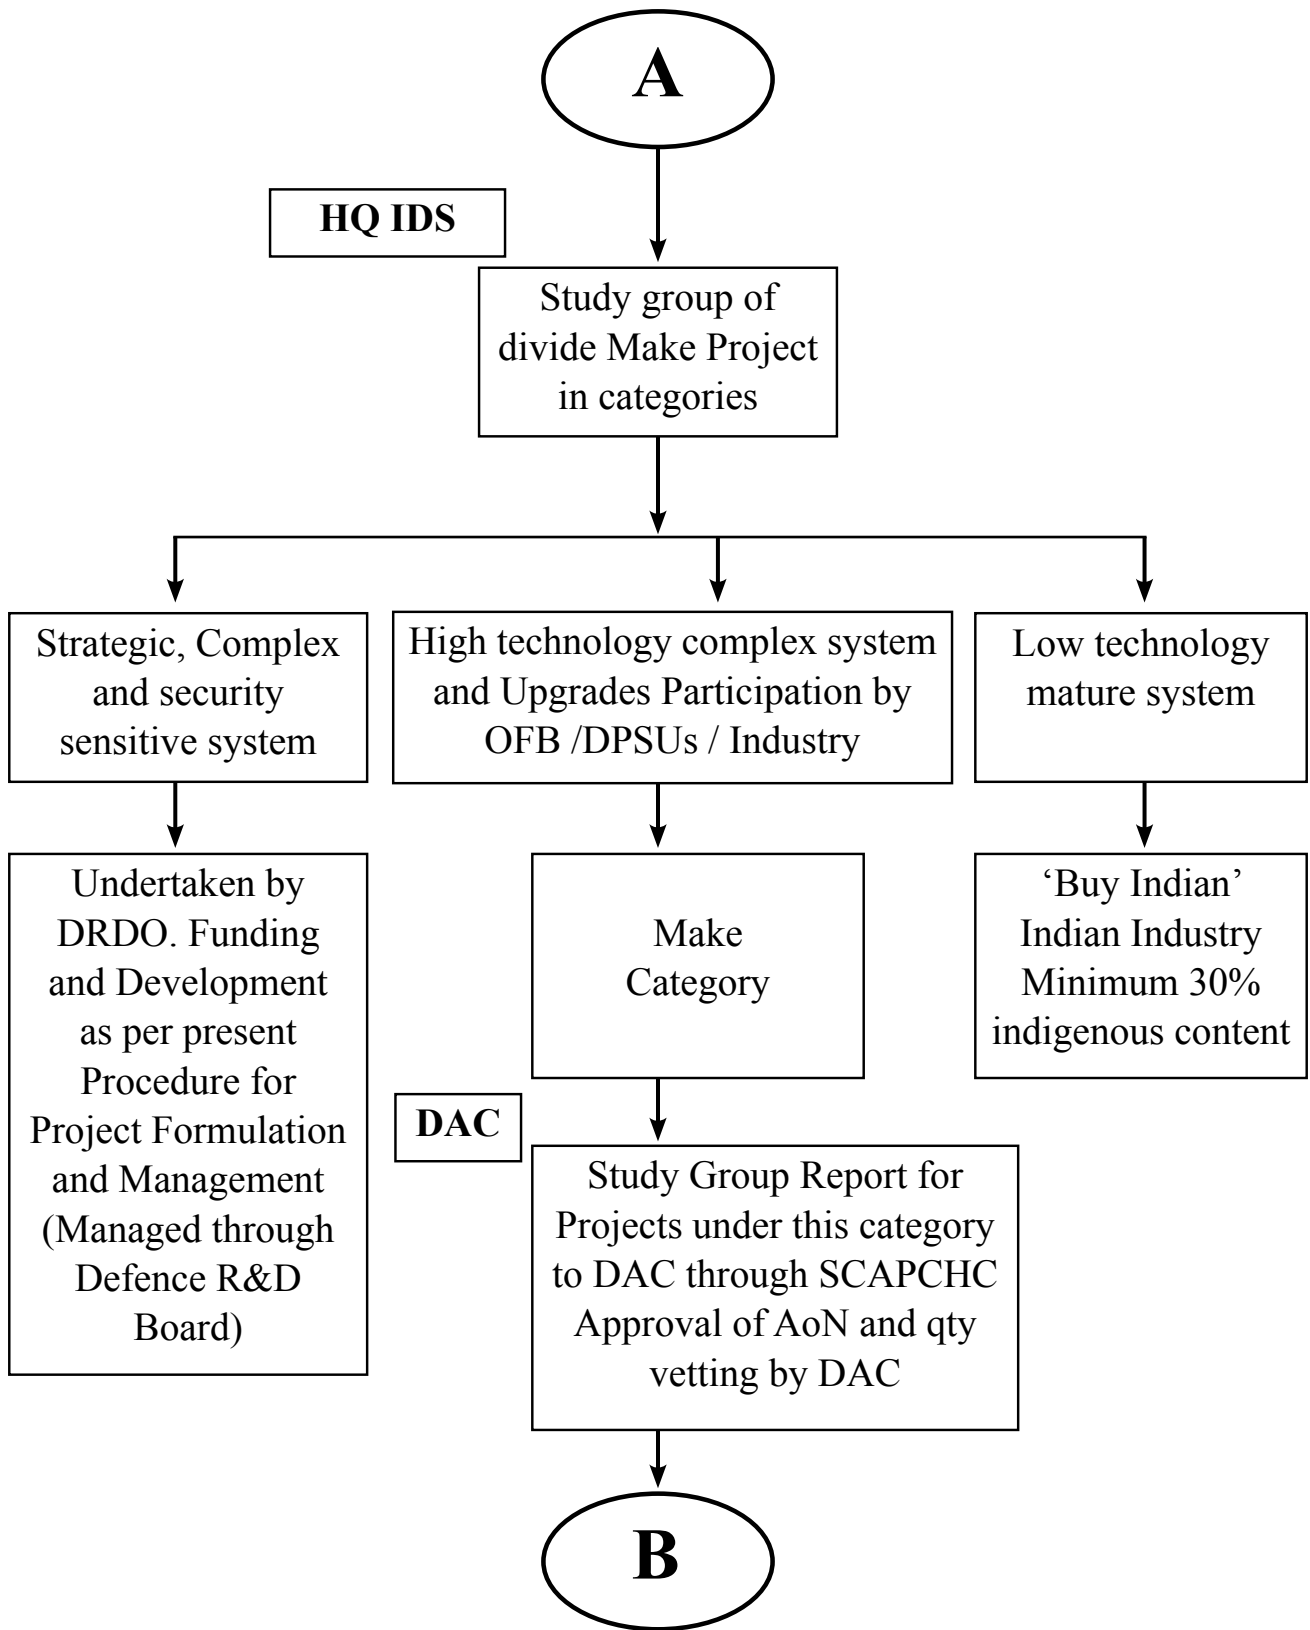 A
HQ IDS
Study group of
divide Make Project
in categories
Strategic, Complex
and security
sensitive system
High technology complex system
and Upgrades Participation by
OFB /DPSUs / Industry
Low technology
mature system
Undertaken by
DRDO. Funding
and Development
as per present
Procedure for
Project Formulation
and Management
(Managed through
Defence R&D
Board)
Make
Category
‘Buy Indian’
Indian Industry
Minimum 30%
indigenous content
DAC
Study Group Report for
Projects under this category
to DAC through SCAPCHC
Approval of AoN and qty
vetting by DAC
B